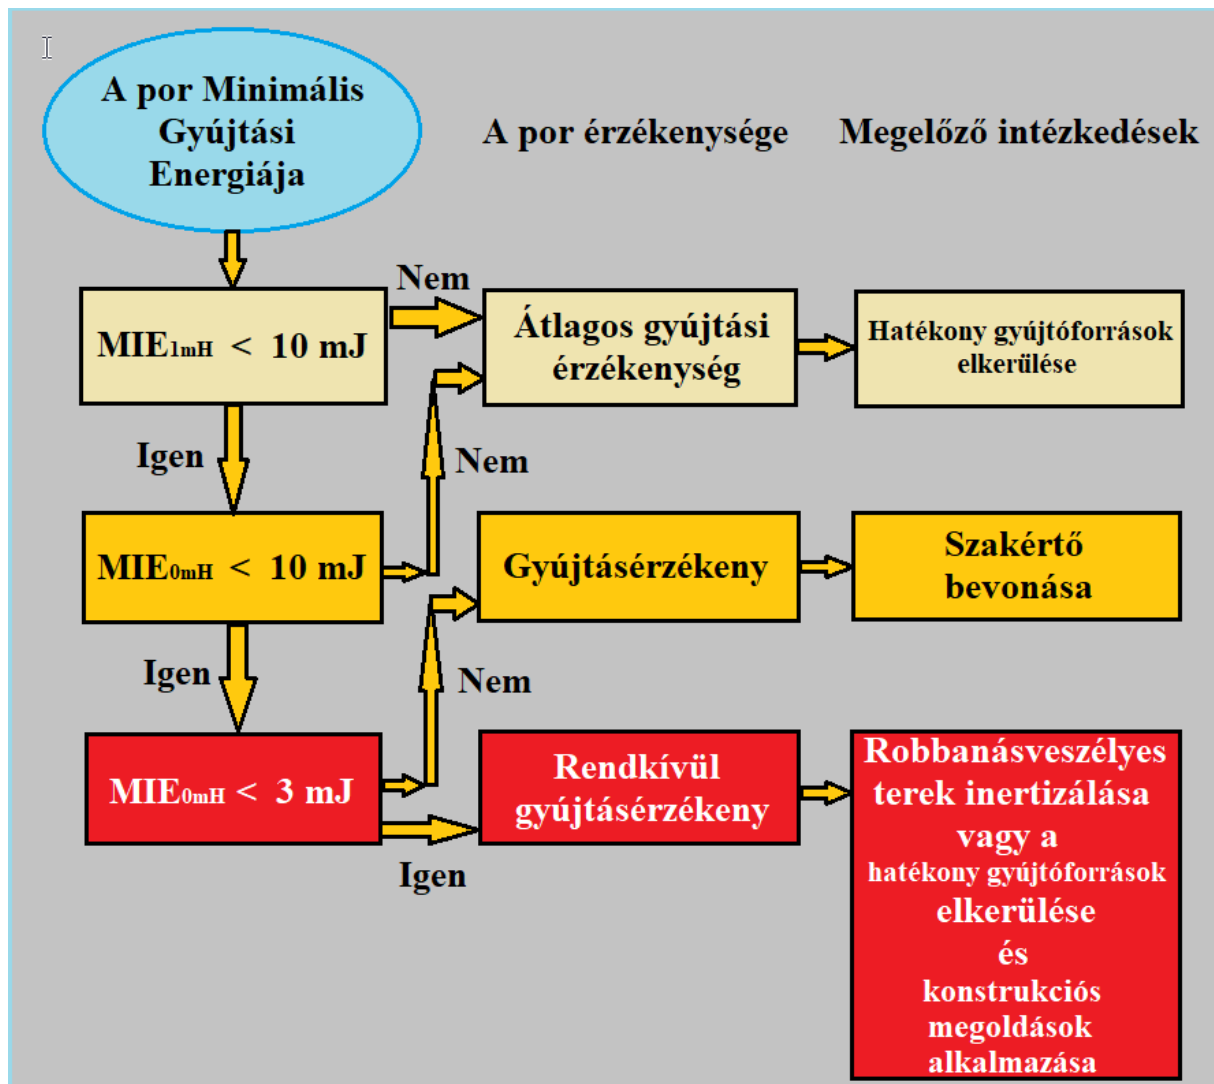 A por Minimális
Gyújtási
Energiája
A por érzékenysége
Megelőző intézkedések
MIE1mH < 10 mJ
Nem
Átlagos gyújtási
érzékenység
Hatékony gyújtóforrások
elkerülése
Igen
Nem
MIE0mH < 10 mJ
Gyújtásérzékeny
Szakértő
bevonása
Igen
Nem
MIE0mH < 3 mJ
Igen
Rendkívül
gyújtásérzékeny
Robbanásveszélyes
terek inertizálása
vagy a
hatékony gyújtóforrások
elkerülése
és
konstrukciós
megoldások
alkalmazása